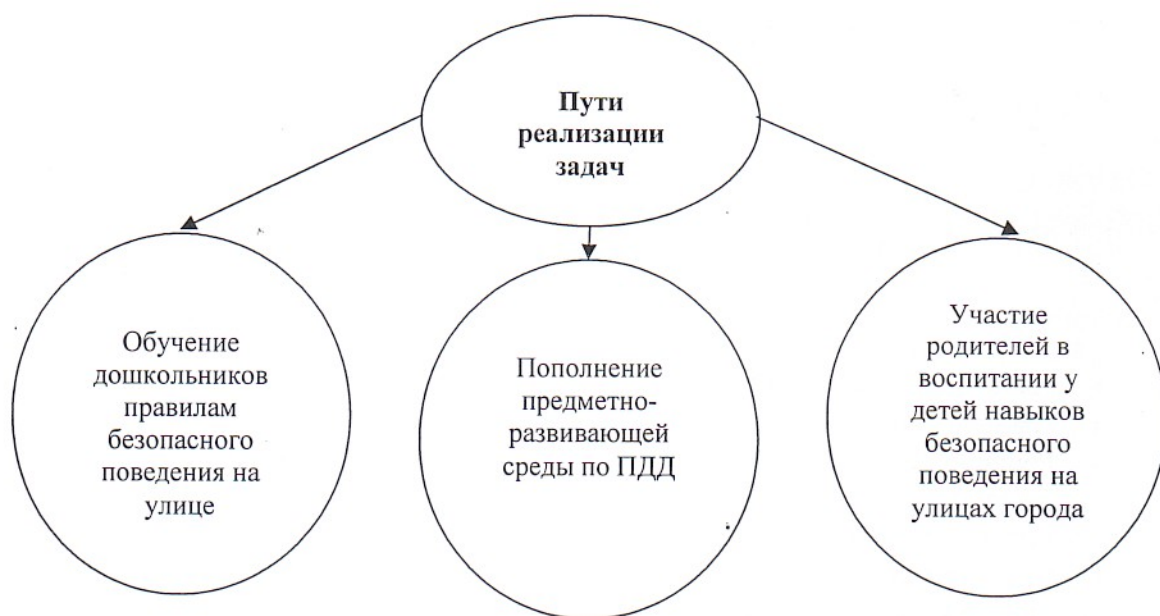 Пути
реализации
задач
Обучение
дошкольников
правилам
безопасного
поведения на
улице
Пополнение
предметно-
развивающей
среды по ПДД
Участие
родителей в
воспитании у
детей навыков
безопасного
поведения на
улицах города